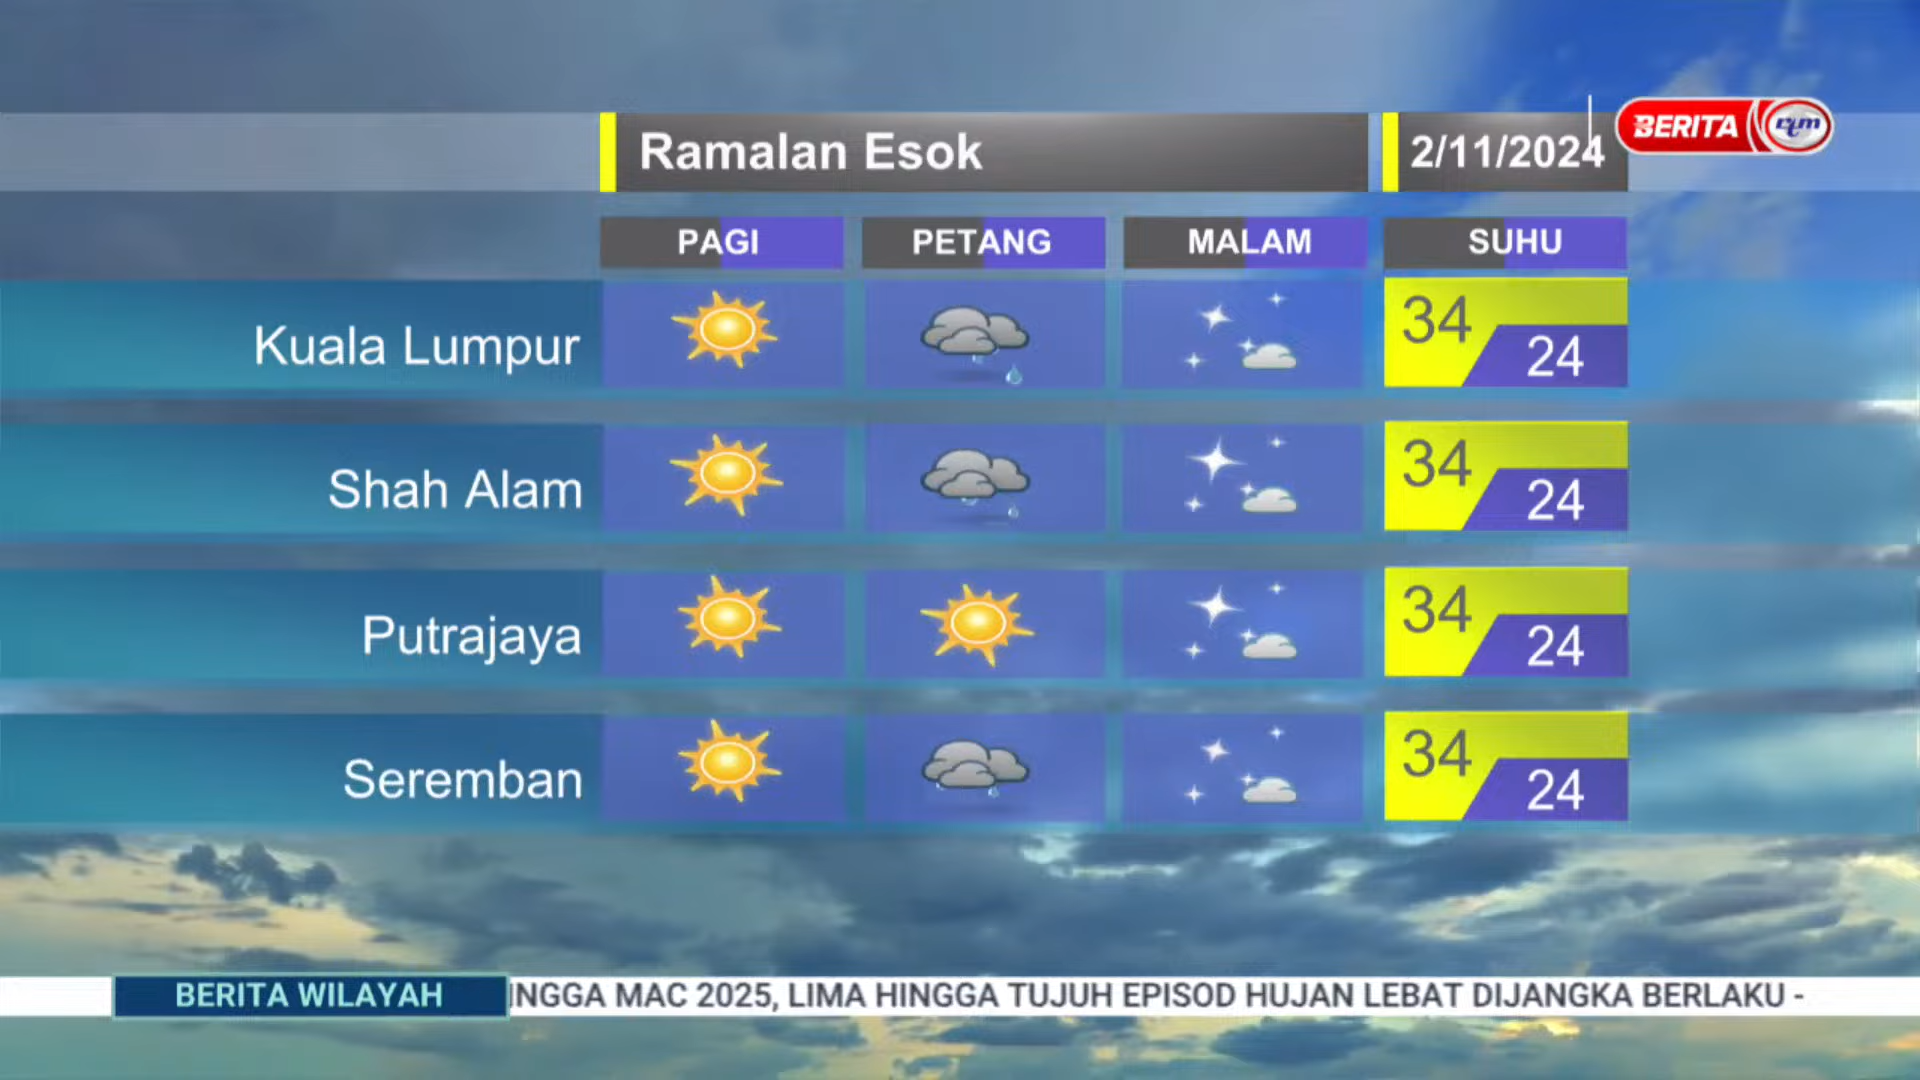 Ramalan Esok
2/11/2024
BERITA rtm
PAGI PETANG MALAM SUHU
Kuala Lumpur 34 24
Shah Alam 34 24
Putrajaya 34 24
Seremban 34 24
BERITA WILAYAH INGGA MAC 2025, LIMA HINGGA TUJUH EPISOD HUJAN LEBAT DIJANGKA BERLAKU -